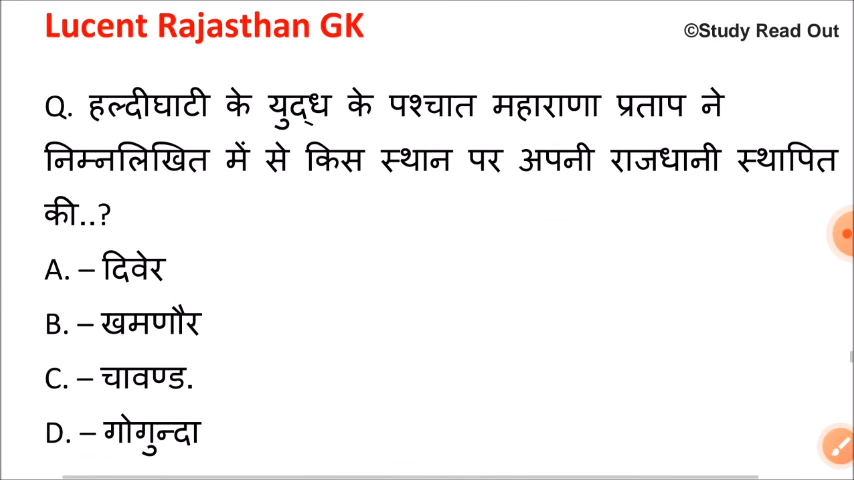 Lucent Rajasthan GK
©Study Read Out
Q. हल्दीघाटी के युद्ध के पश्चात महाराणा प्रताप ने
निम्नलिखित में से किस स्थान पर अपनी राजधानी स्थापित
की..?
A. – दिवेर
B. – खमणौर
C. – चावण्ड.
D. – गोगुन्दा